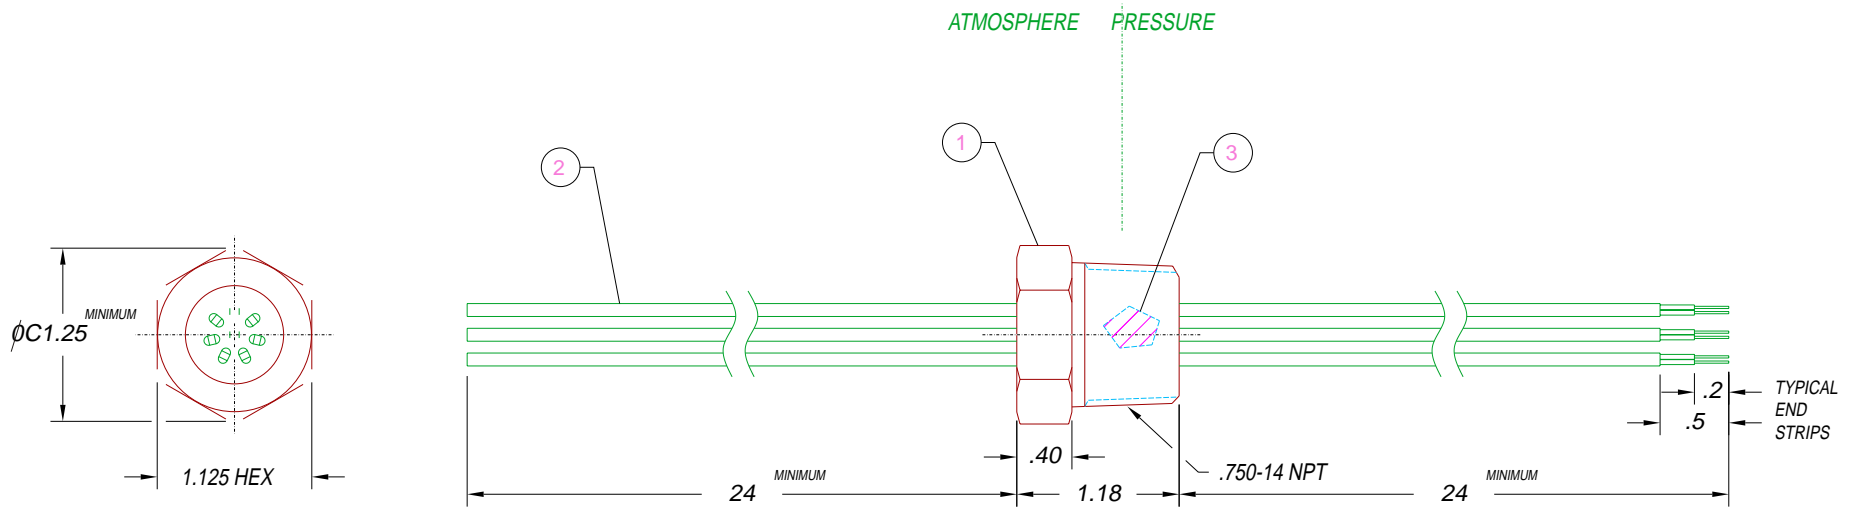 ATMOSPHERE PRESSURE
1
2
3
ϕC1.25 MINIMUM
1.125 HEX
24 MINIMUM
.40
1.18
.750-14 NPT
24 MINIMUM
.2
.5
TYPICAL
END
STRIPS